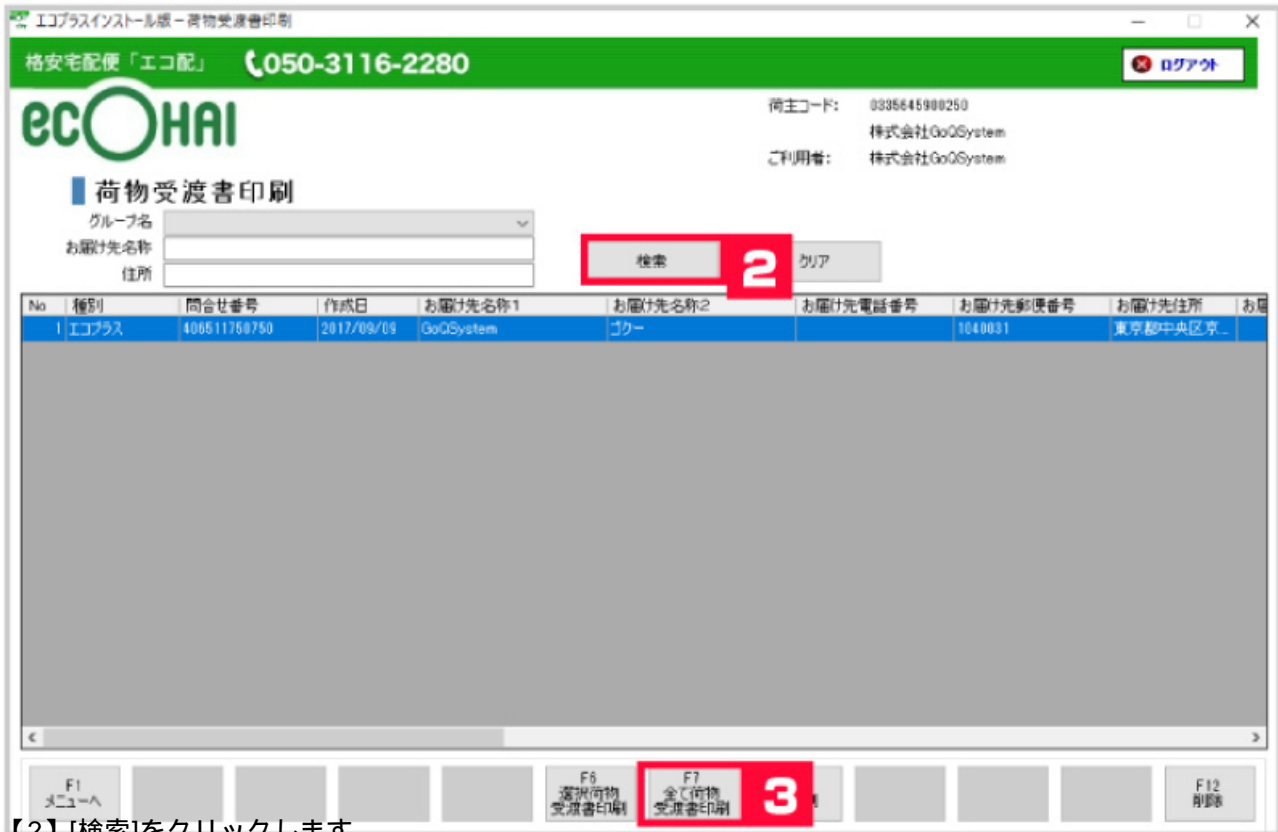 エコプラスインストール版 - 荷物受渡書印刷
格安宅配便「エコ配」 050-3116-2280
ログアウト
ecOHAI
荷主コード: 0335645900250
株式会社GoQSystem
ご利用者: 株式会社GoQSystem
荷物受渡書印刷
グループ名
お届け先名称
住所
検索 2 クリア
No 種別 問合せ番号 作成日 お届け先名称1 お届け先名称2 お届け先電話番号 お届け先郵便番号 お届け先住所 お届
1 エコプラス 406511750750 2017/09/09 GoQSystem ゴクー 1040031 東京都中央区京...
F1
メニューへ
F6
選択荷物
受渡書印刷
F7
全て荷物
受渡書印刷
3
F12
削除
【2】[検索]をクリックします